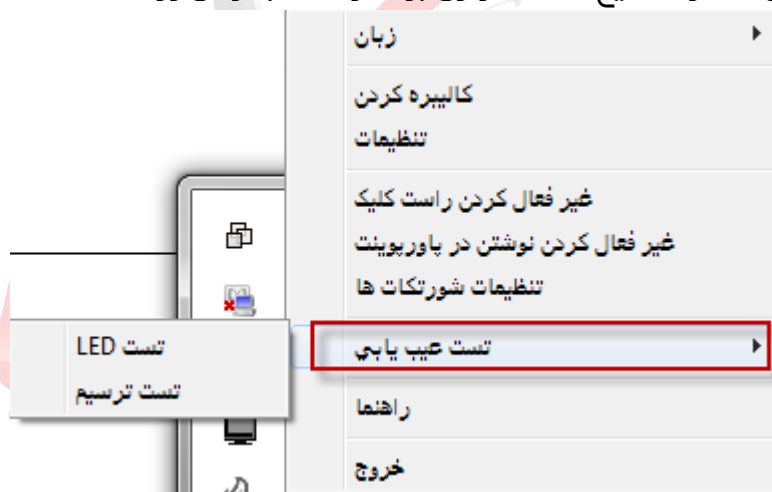 زبان
کالیبره کردن
تنظیمات
غیر فعال کردن راست کلیک
غیر فعال کردن نوشتن در پاورپوینت
تنظیمات شورتکات ها
تست عیب یابی
تست LED
تست ترسیم
راهنما
خروج